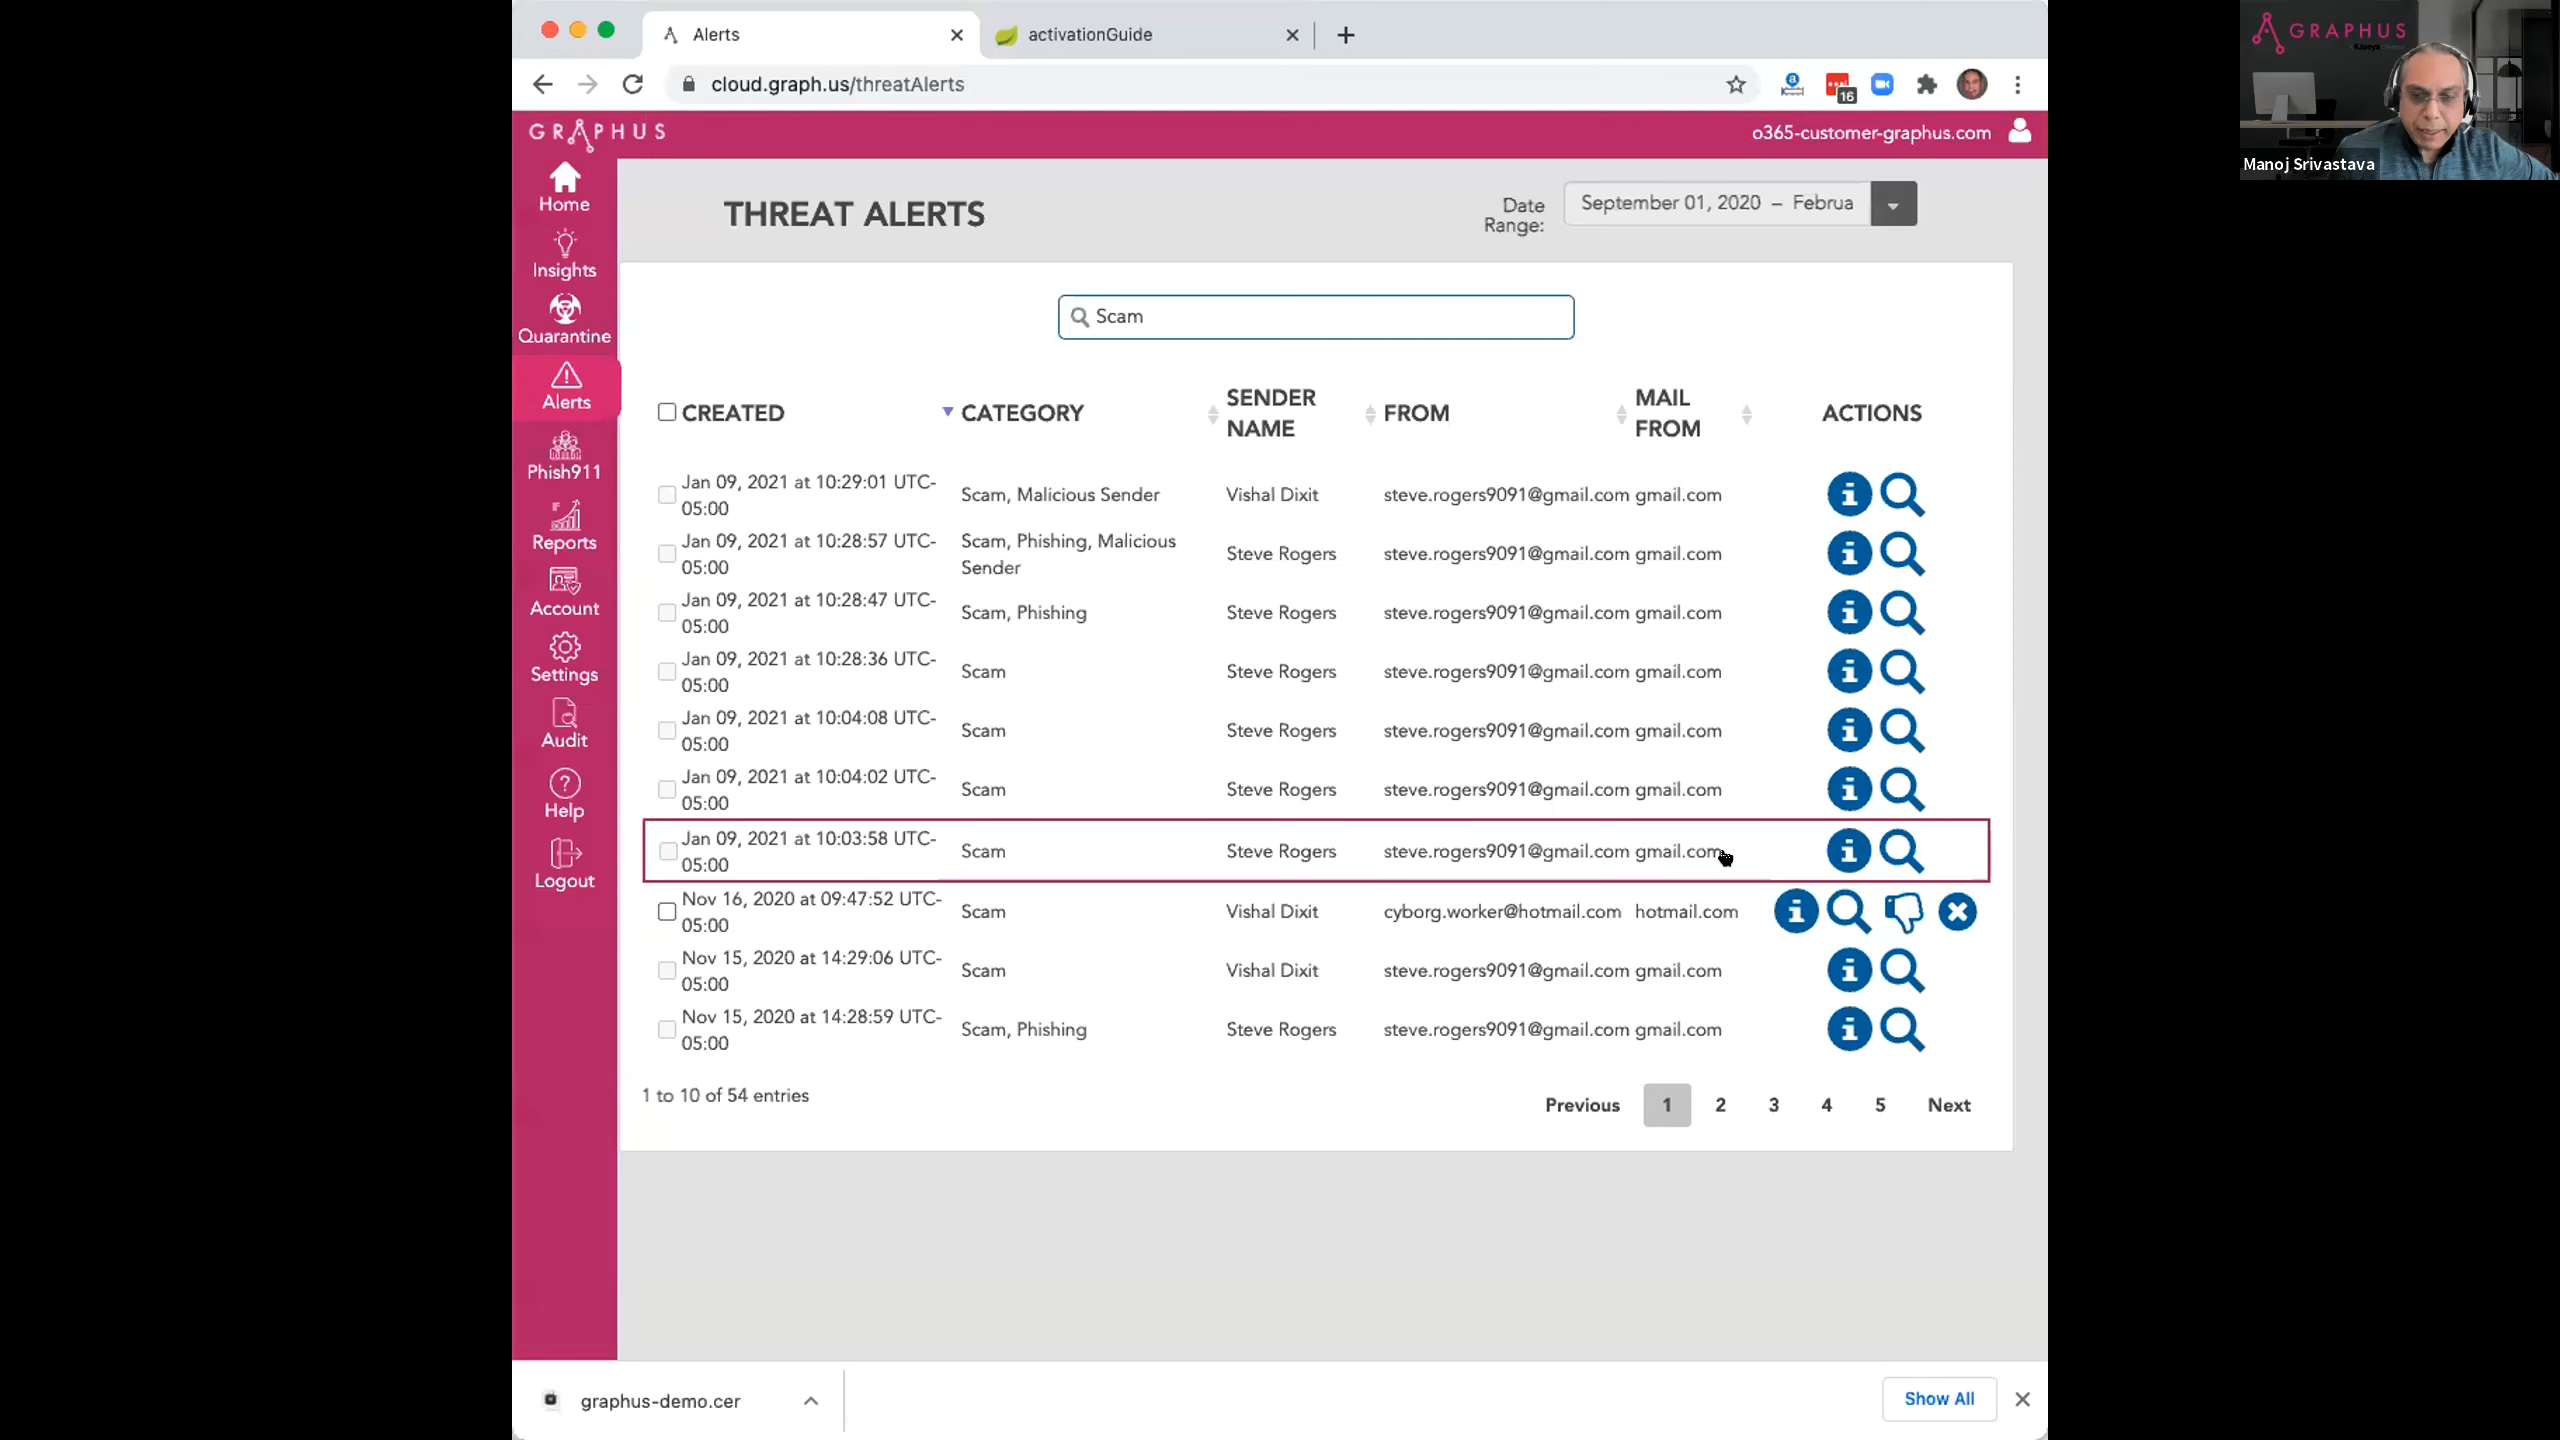 Alerts
activationGuide
cloud.graph.us/threatAlerts
16
GRAPHUS
o365-customer-graphus.com
Home
Insights
Quarantine
Alerts
Phish911
Reports
Account
Settings
Audit
Help
Logout
THREAT ALERTS
Date
Range:
September 01, 2020 – Februa
Scam
CREATED CATEGORY SENDER NAME FROM MAIL FROM ACTIONS
Jan 09, 2021 at 10:29:01 UTC-
05:00
Scam, Malicious Sender Vishal Dixit steve.rogers9091@gmail.com gmail.com
Jan 09, 2021 at 10:28:57 UTC-
05:00
Scam, Phishing, Malicious
Sender
Steve Rogers steve.rogers9091@gmail.com gmail.com
Jan 09, 2021 at 10:28:47 UTC-
05:00
Scam, Phishing Steve Rogers steve.rogers9091@gmail.com gmail.com
Jan 09, 2021 at 10:28:36 UTC-
05:00
Scam Steve Rogers steve.rogers9091@gmail.com gmail.com
Jan 09, 2021 at 10:04:08 UTC-
05:00
Scam Steve Rogers steve.rogers9091@gmail.com gmail.com
Jan 09, 2021 at 10:04:02 UTC-
05:00
Scam Steve Rogers steve.rogers9091@gmail.com gmail.com
Jan 09, 2021 at 10:03:58 UTC-
05:00
Scam Steve Rogers steve.rogers9091@gmail.com gmail.com
Nov 16, 2020 at 09:47:52 UTC-
05:00
Scam Vishal Dixit cyborg.worker@hotmail.com hotmail.com
Nov 15, 2020 at 14:29:06 UTC-
05:00
Scam Vishal Dixit steve.rogers9091@gmail.com gmail.com
Nov 15, 2020 at 14:28:59 UTC-
05:00
Scam, Phishing Steve Rogers steve.rogers9091@gmail.com gmail.com
1 to 10 of 54 entries
Previous 1 2 3 4 5 Next
graphus-demo.cer
Show All
GRAPHUS
Manoj Srivastava